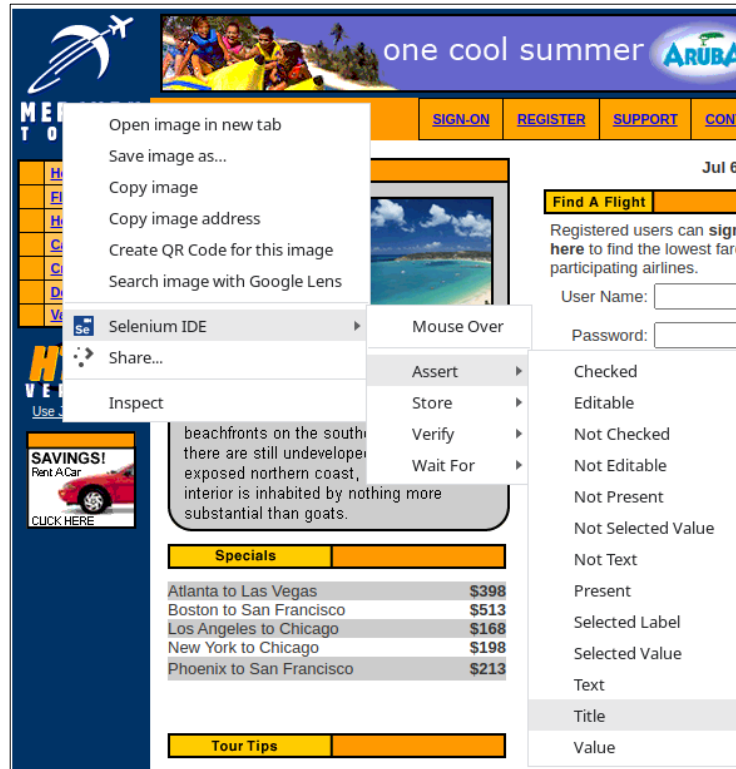 one cool summer ARUBA
SIGN-ON
REGISTER
SUPPORT
Open image in new tab
Save image as...
Copy image
Copy image address
Create QR Code for this image
Search image with Google Lens
Se Selenium IDE
Share...
Inspect
Mouse Over
Assert
Store
Verify
Wait For
Checked
Editable
Not Checked
Not Editable
Not Present
Not Selected Value
Not Text
Present
Selected Label
Selected Value
Text
Title
Value
Jul 6
Find A Flight
Registered users can sign
here to find the lowest fare
participating airlines.
User Name:
Password:
Use
SAVINGS!
Rent A Car
CLICK HERE
beachfronts on the
there are still
exposed northern coast,
interior is inhabited by nothing more
substantial than goats.
Specials
Atlanta to Las Vegas $398
Boston to San Francisco $513
Los Angeles to Chicago $168
New York to Chicago $198
Phoenix to San Francisco $213
Tour Tips